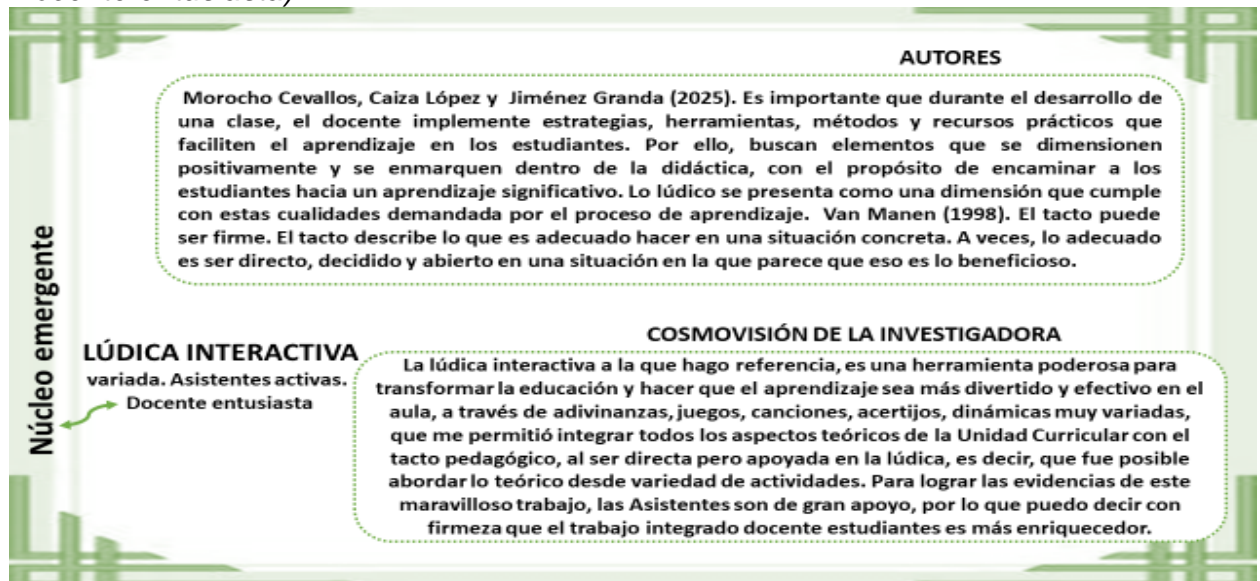 AUTORES
Morocho Cevallos, Caiza López y Jiménez Granda (2025). Es importante que durante el desarrollo de
una clase, el docente implemente estrategias, herramientas, métodos y recursos prácticos que
faciliten el aprendizaje en los estudiantes. Por ello, buscan elementos que se dimensionen
positivamente y se enmarquen dentro de la didáctica, con el propósito de encaminar a los
estudiantes hacia un aprendizaje significativo. Lo lúdico se presenta como una dimensión que cumple
con estas cualidades demandada por el proceso de aprendizaje. Van Manen (1998). El tacto puede
ser firme. El tacto describe lo que es adecuado hacer en una situación concreta. A veces, lo adecuado
es ser directo, decidido y abierto en una situación en la que parece que eso es lo beneficioso.
Núcleo emergente
LÚDICA INTERACTIVA
variada. Asistentes activas.
Docente entusiasta
COSMOVISIÓN DE LA INVESTIGADORA
La lúdica interactiva a la que hago referencia, es una herramienta poderosa para
transformar la educación y hacer que el aprendizaje sea más divertido y efectivo en el
aula, a través de adivinanzas, juegos, canciones, acertijos, dinámicas muy variadas,
que me permitió integrar todos los aspectos teóricos de la Unidad Curricular con el
tacto pedagógico, al ser directa pero apoyada en la lúdica, es decir, que fue posible
abordar lo teórico desde variedad de actividades. Para lograr las evidencias de este
maravilloso trabajo, las Asistentes son de gran apoyo, por lo que puedo decir con
firmeza que el trabajo integrado docente estudiantes es más enriquecedor.